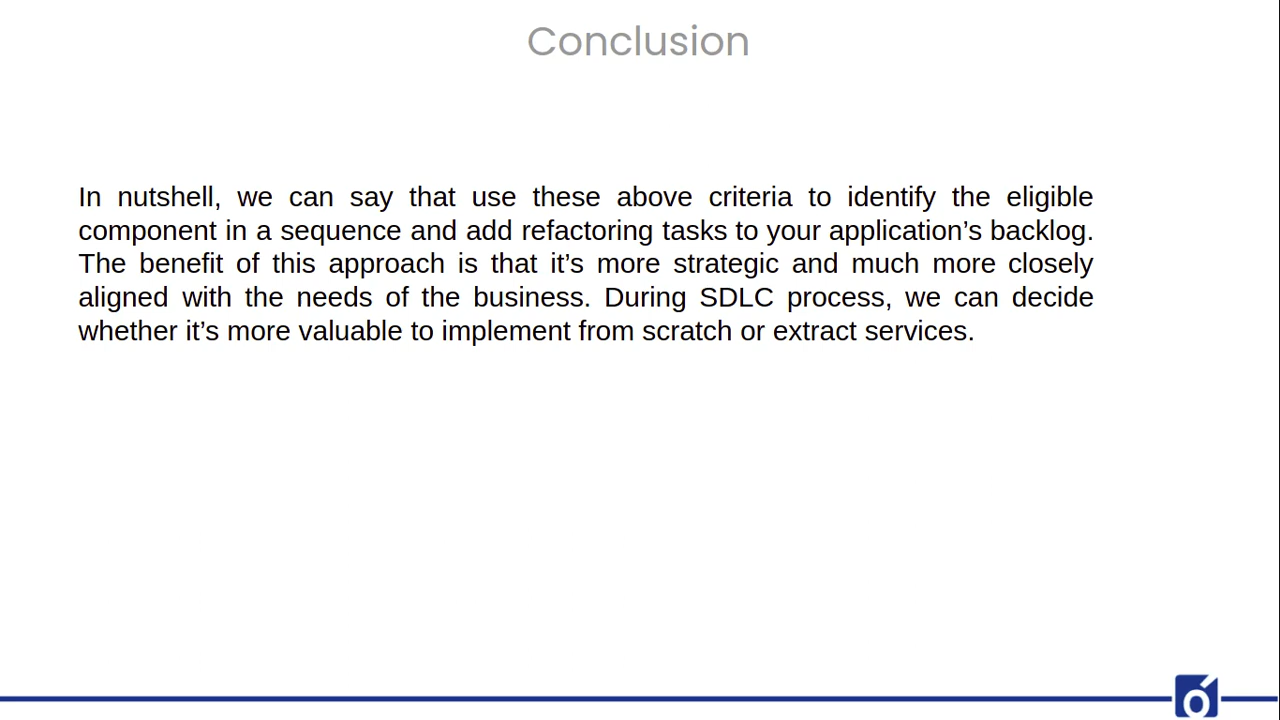 Conclusion
In nutshell, we can say that use these above criteria to identify the eligible
component in a sequence and add refactoring tasks to your application’s backlog.
The benefit of this approach is that it’s more strategic and much more closely
aligned with the needs of the business. During SDLC process, we can decide
whether it’s more valuable to implement from scratch or extract services.